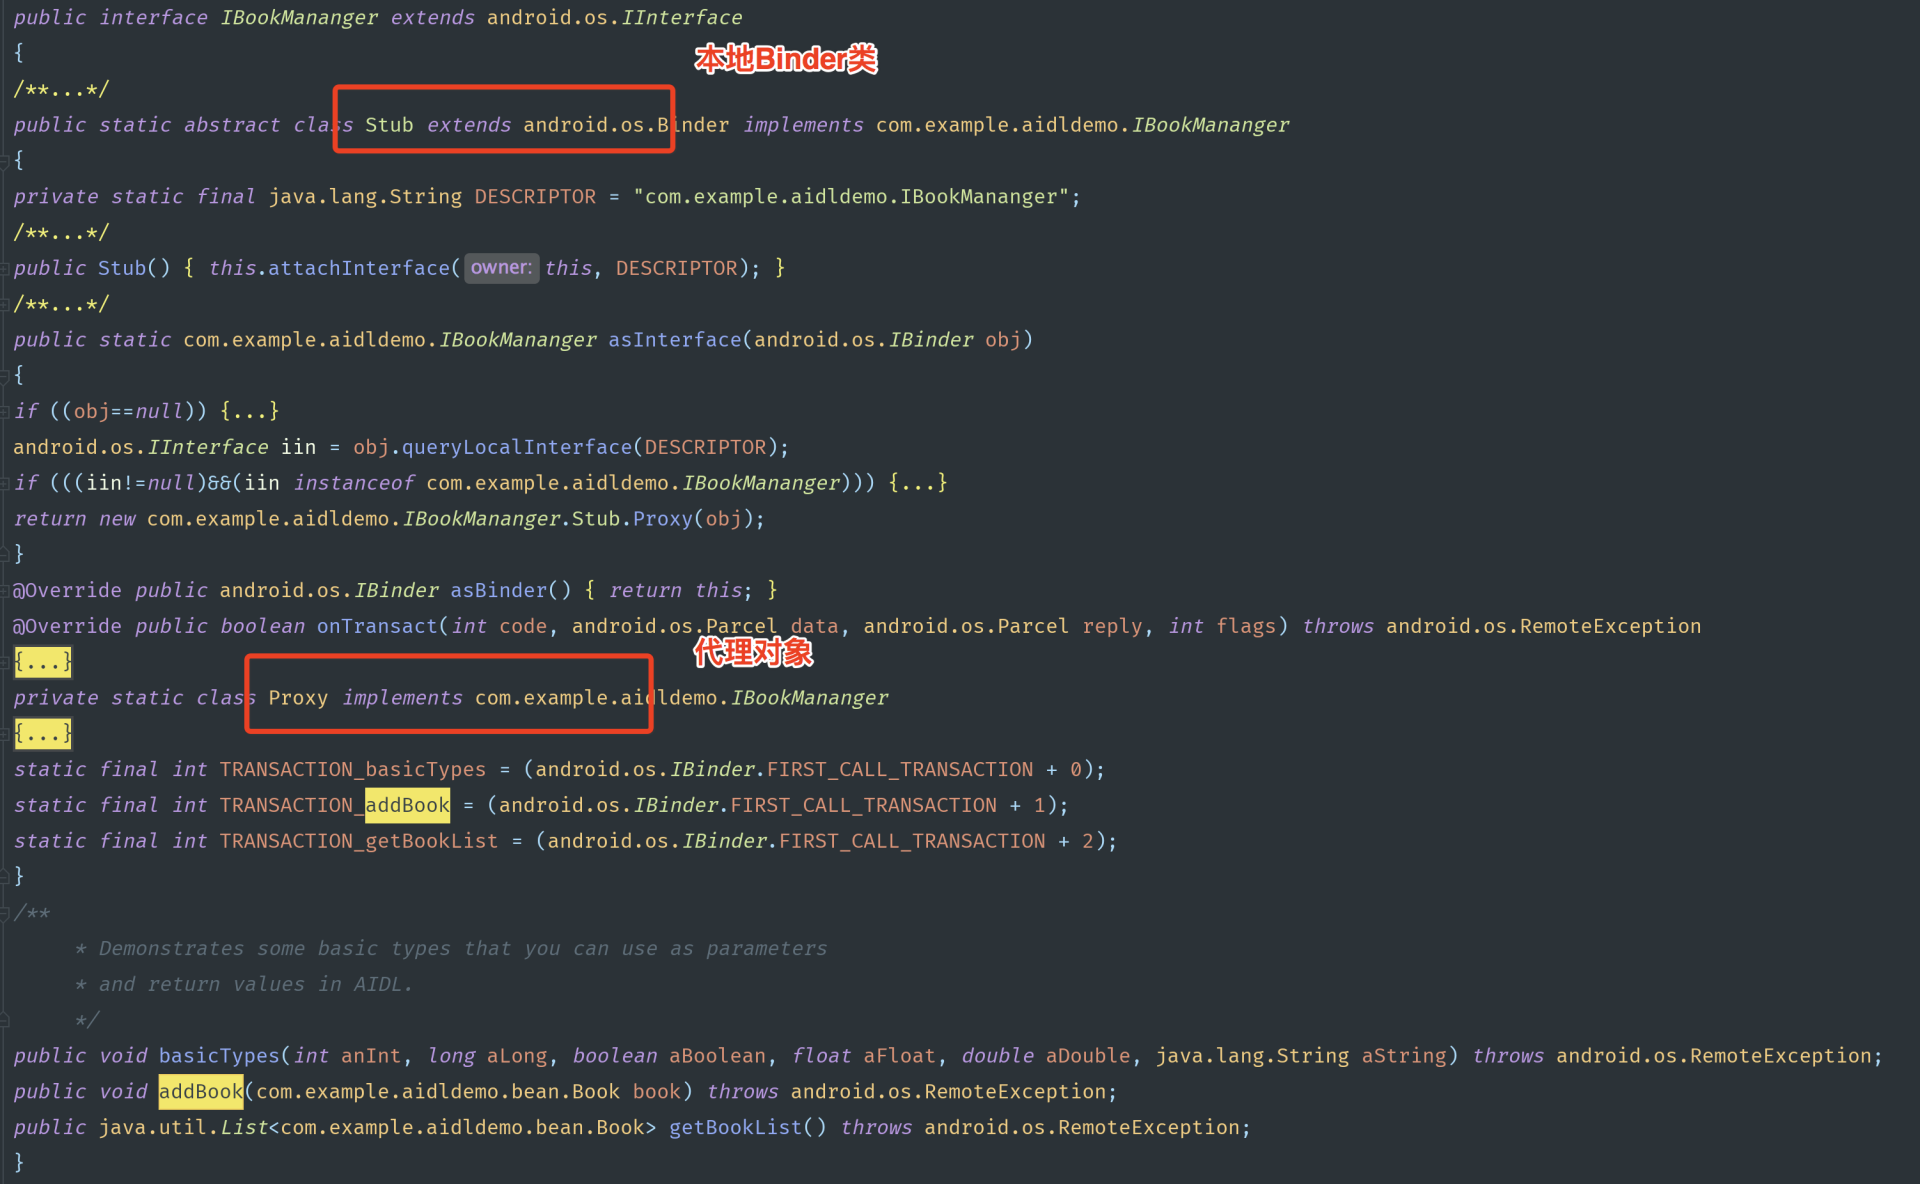 public interface IBookMananger extends android.os.IInterface
{
本地Binder类
/**...*/
public static abstract class Stub extends android.os.Binder implements com.example.aidldemo.IBookMananger
{
private static final java.lang.String DESCRIPTOR = "com.example.aidldemo.IBookMananger";
/**...*/
public Stub() { this.attachInterface( owner: this, DESCRIPTOR); }
/**...*/
public static com.example.aidldemo.IBookMananger asInterface(android.os.IBinder obj)
{
if ((obj==null)) {...}
android.os.IInterface iin = obj.queryLocalInterface(DESCRIPTOR);
if (((iin!=null)&&(iin instanceof com.example.aidldemo.IBookMananger))) {...}
return new com.example.aidldemo.IBookMananger.Stub.Proxy(obj);
}
@Override public android.os.IBinder asBinder() { return this; }
@Override public boolean onTransact(int code, android.os.Parcel data, android.os.Parcel reply, int flags) throws android.os.RemoteException
代理对象
{...}
private static class Proxy implements com.example.aidldemo.IBookMananger
{...}
static final int TRANSACTION_basicTypes = (android.os.IBinder.FIRST_CALL_TRANSACTION + 0);
static final int TRANSACTION_addBook = (android.os.IBinder.FIRST_CALL_TRANSACTION + 1);
static final int TRANSACTION_getBookList = (android.os.IBinder.FIRST_CALL_TRANSACTION + 2);
}
/**
* Demonstrates some basic types that you can use as parameters
* and return values in AIDL.
*/
public void basicTypes(int anInt, long aLong, boolean aBoolean, float aFloat, double aDouble, java.lang.String aString) throws android.os.RemoteException;
public void addBook(com.example.aidldemo.bean.Book book) throws android.os.RemoteException;
public java.util.List<com.example.aidldemo.bean.Book> getBookList() throws android.os.RemoteException;
}